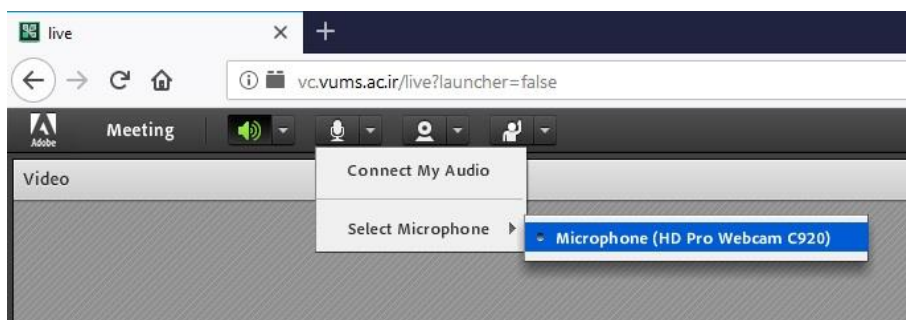 live
vc.vums.ac.ir/live?launcher=false
Adobe
Meeting
Connect My Audio
Video
Select Microphone
Microphone (HD Pro Webcam C920)